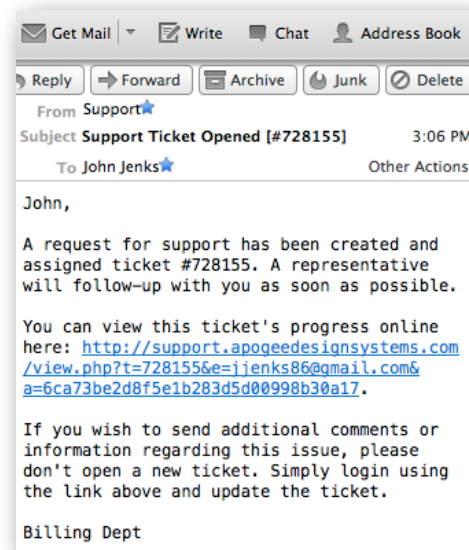 Get Mail Write Chat Address Book
Reply Forward Archive Junk Delete
From Support
Subject Support Ticket Opened [#728155] 3:06 PM
To John Jenks Other Actions
John,
A request for support has been created and
assigned ticket #728155. A representative
will follow-up with you as soon as possible.
You can view this ticket's progress online
here: http://support.apogeedesignsystems.com
/view.php?t=728155&e=jjenks86@gmail.com&
a=6ca73be2d8f5e1b283d5d00998b30a17.
If you wish to send additional comments or
information regarding this issue, please
don't open a new ticket. Simply login using
the link above and update the ticket.
Billing Dept